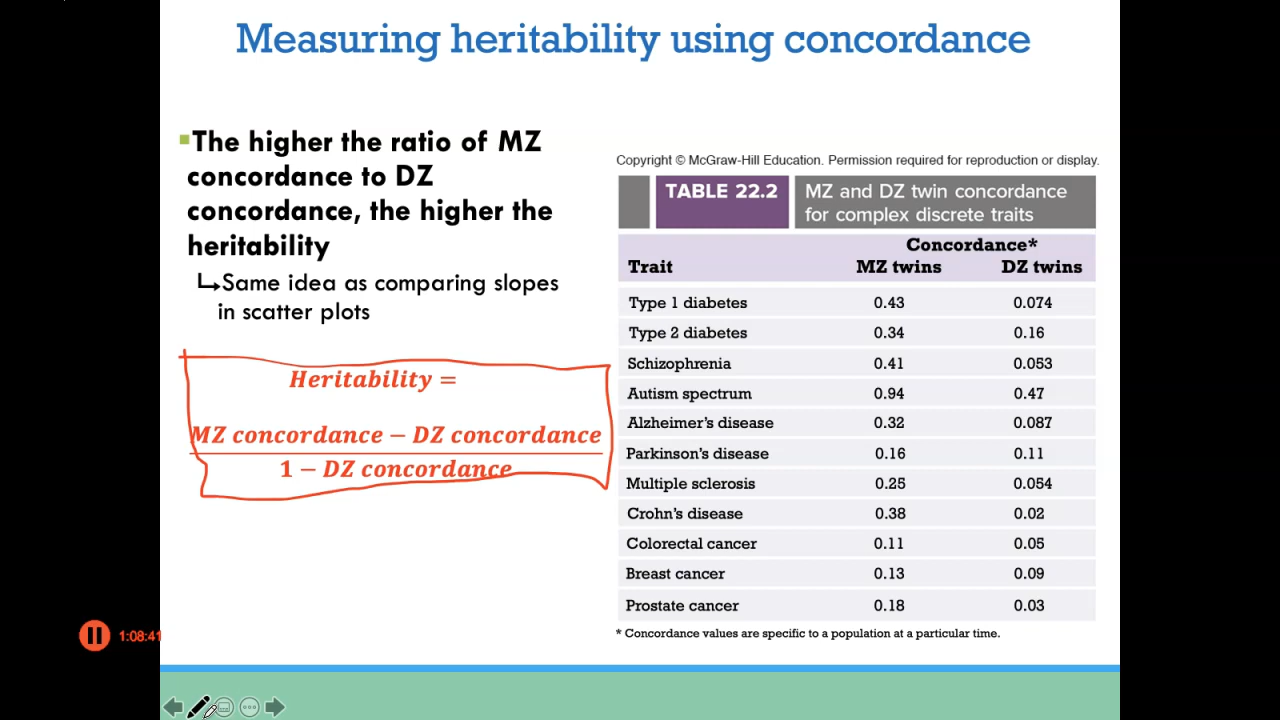 Measuring heritability using concordance
▪The higher the ratio of MZ
concordance to DZ
concordance, the higher the
heritability
↳Same idea as comparing slopes
in scatter plots
Heritability =
MZ concordance − DZ concordance
1 − DZ concordance
Copyright © McGraw-Hill Education. Permission required for reproduction or display.
TABLE 22.2 MZ and DZ twin concordance
for complex discrete traits
Concordance*
Trait MZ twins DZ twins
Type 1 diabetes 0.43 0.074
Type 2 diabetes 0.34 0.16
Schizophrenia 0.41 0.053
Autism spectrum 0.94 0.47
Alzheimer's disease 0.32 0.087
Parkinson's disease 0.16 0.11
Multiple sclerosis 0.25 0.054
Crohn's disease 0.38 0.02
Colorectal cancer 0.11 0.05
Breast cancer 0.13 0.09
Prostate cancer 0.18 0.03
* Concordance values are specific to a population at a particular time.
1:08:41